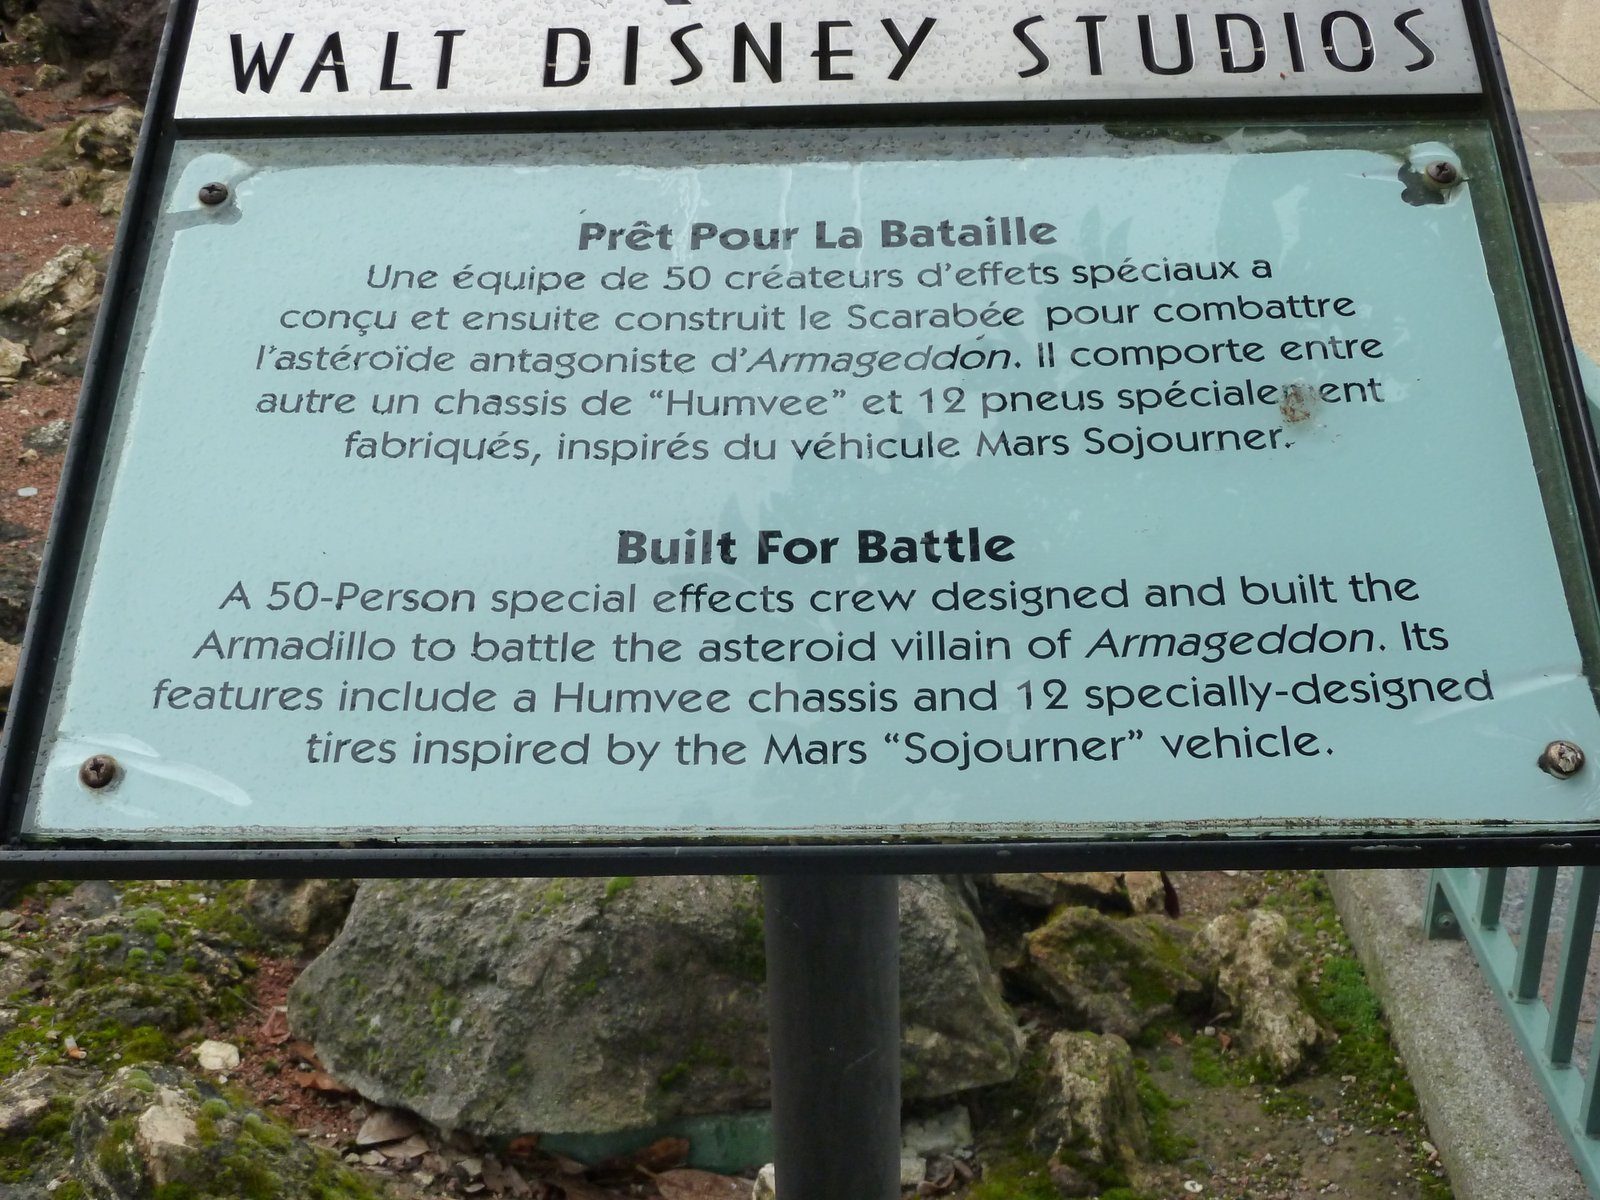 WALT DISNEY STUDIOS
Prêt Pour La Bataille
Une équipe de 50 créateurs d'effets spéciaux a
conçu et ensuite construit le Scarabée pour combattre
l'astéroïde antagoniste d'Armageddon. Il comporte entre
autre un chassis de “Humvee” et 12 pneus spécialement
fabriqués, inspirés du véhicule Mars Sojourner.
Built For Battle
A 50-Person special effects crew designed and built the
Armadillo to battle the asteroid villain of Armageddon. Its
features include a Humvee chassis and 12 specially-designed
tires inspired by the Mars “Sojourner” vehicle.